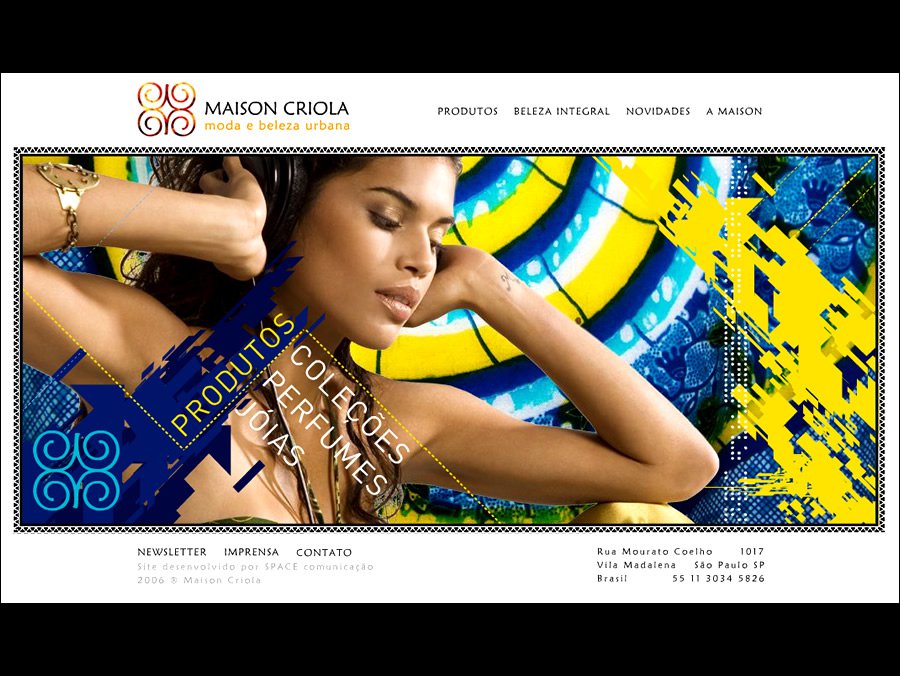 MAISON CRIOLA
moda e beleza urbana
PRODUTOS BELEZA INTEGRAL NOVIDADES A MAISON
PRODUTÓS
COLEÇÕES
PERFUMES
JÓIAS
NEWSLETTER IMPRENSA CONTATO
Site desenvolvido por SPACE comunicação
2006 ® Maison Criola
Rua Mourato Coelho 1017
Vila Madalena São Paulo SP
Brasil 55 11 3034 5826